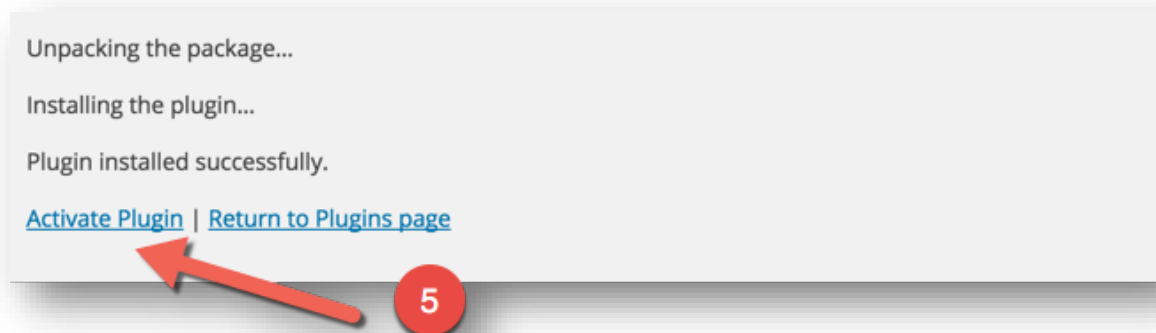 Unpacking the package...
Installing the plugin...
Plugin installed successfully.
Activate Plugin | Return to Plugins page
5